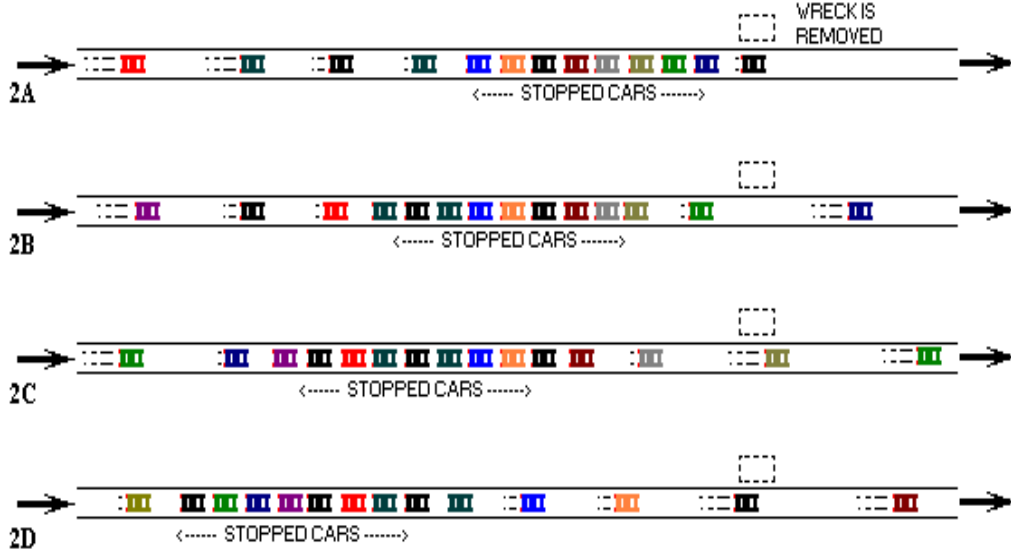 WRECK IS
REMOVED
2A
<------ STOPPED CARS ------>
2B
<------ STOPPED CARS ------>
2C
<------ STOPPED CARS ------>
2D
<------ STOPPED CARS ------>